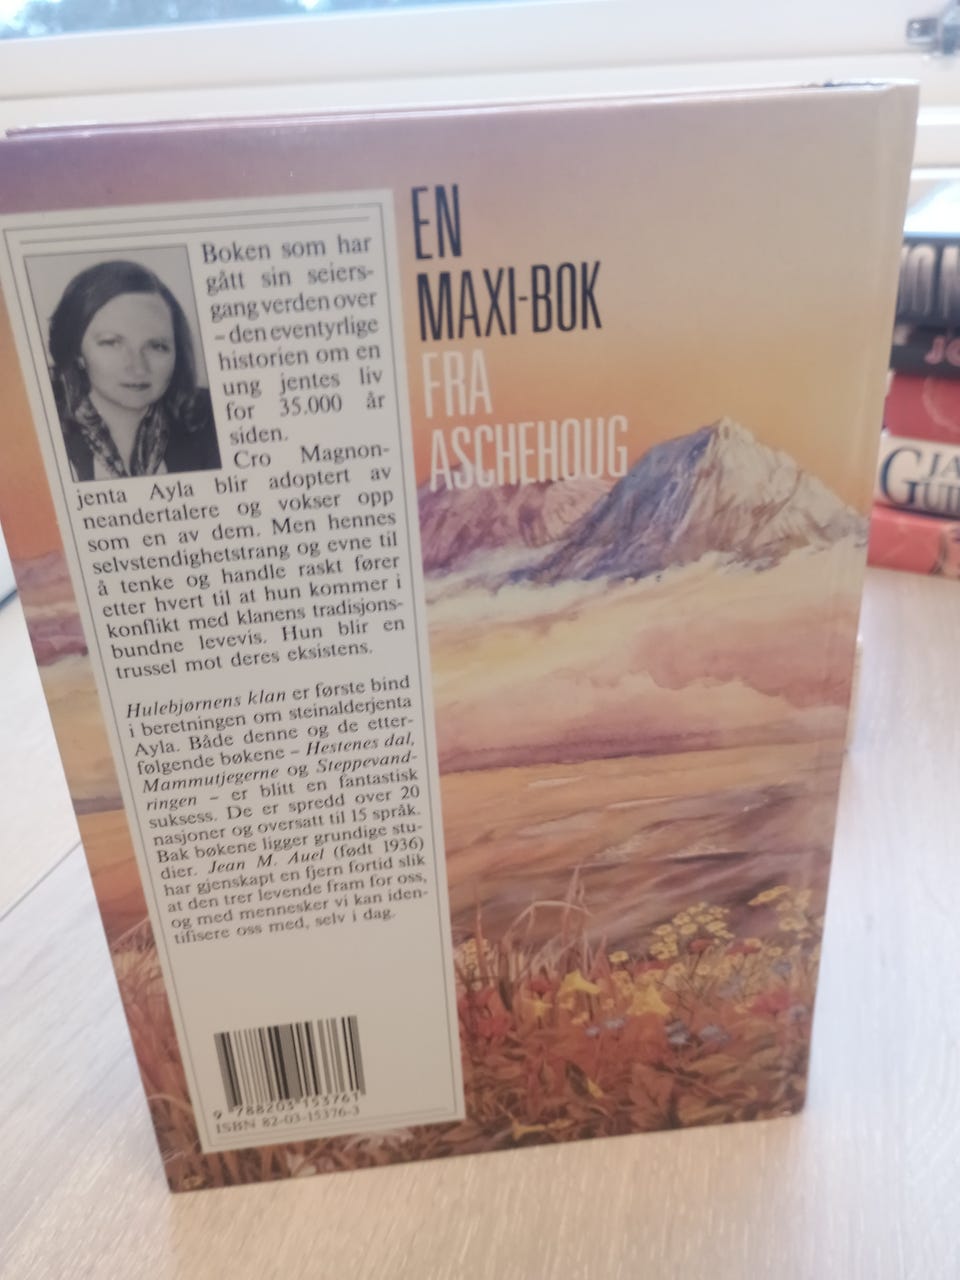 EN
MAXI-BOK
FRA
ASCHEHOUG
Boken som har
gått sin seiers-
gang verden over
– den eventyrlige
historien om en
ung jentes liv
for 35.000 år
siden.
Cro Magnon-
jenta Ayla blir adoptert av
neandertalere og vokser opp
som en av dem. Men hennes
selvstendighetstrang og evne til
å tenke og handle raskt fører
etter hvert til at hun kommer i
konflikt med klanens tradisjons-
bundne levevis. Hun blir en
trussel mot deres eksistens.
Hulebjørnens klan er første bind
i beretningen om steinalderjenta
Ayla. Både denne og de etter-
følgende bøkene – Hestenes dal,
Mammutjegerne og Steppevand-
ringen – er blitt en fantastisk
suksess. De er spredd over 20
nasjoner og oversatt til 15 språk.
Bak bøkene ligger grundige stu-
dier. Jean M. Auel (født 1936)
har gjenskapt en fjern fortid slik
at den trer levende fram for oss,
og med mennesker vi kan iden-
tifisere oss med, selv i dag.
9 788203 153761
ISBN 82-03-15376-3